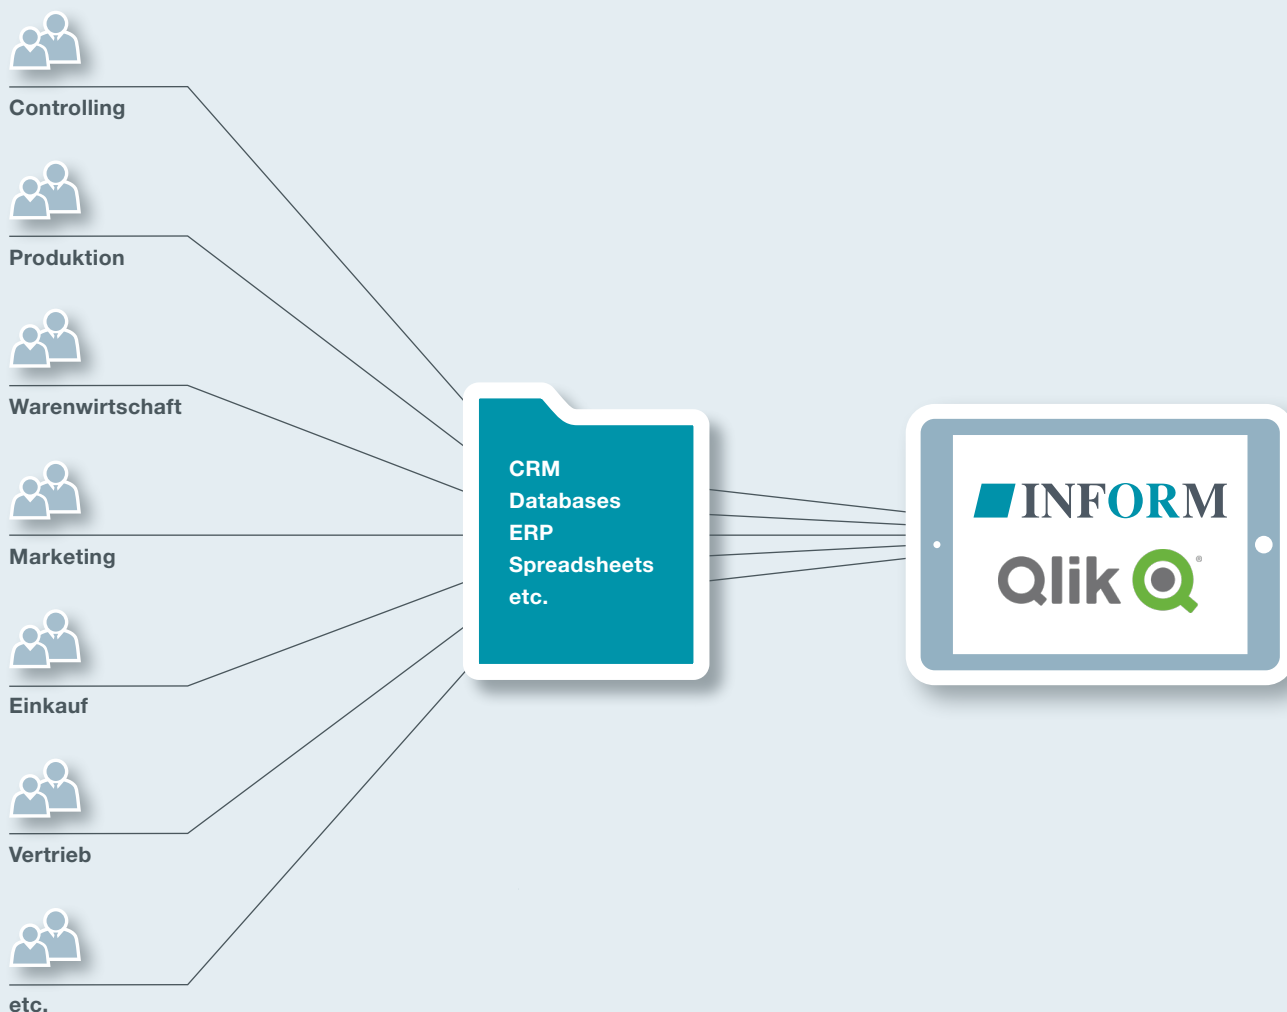 Controlling
Produktion
Warenwirtschaft
Marketing
Einkauf
Vertrieb
etc.
CRM
Databases
ERP
Spreadsheets
etc.
INFORM
Qlik ®